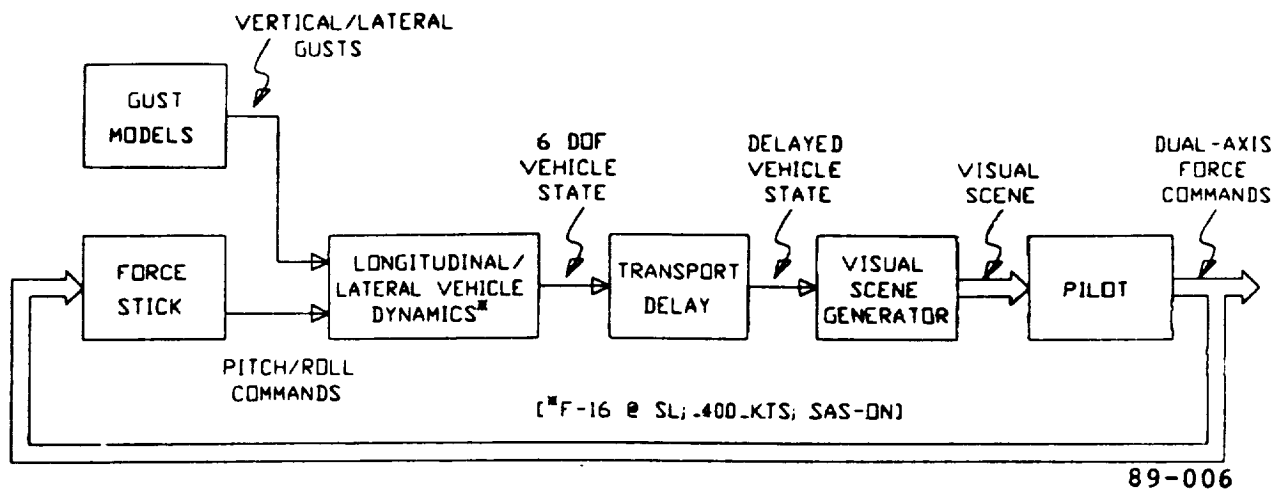 VERTICAL/LATERAL
GUSTS
GUST
MODELS
6 DOF
VEHICLE
STATE
DELAYED
VEHICLE
STATE
VISUAL
SCENE
DUAL-AXIS
FORCE
COMMANDS
FORCE
STICK
LONGITUDINAL/
LATERAL VEHICLE
DYNAMICS*
TRANSPORT
DELAY
VISUAL
SCENE
GENERATOR
PILOT
PITCH/ROLL
COMMANDS
[*F-16 @ SL; 400 KTS; SAS-ON]
89-006